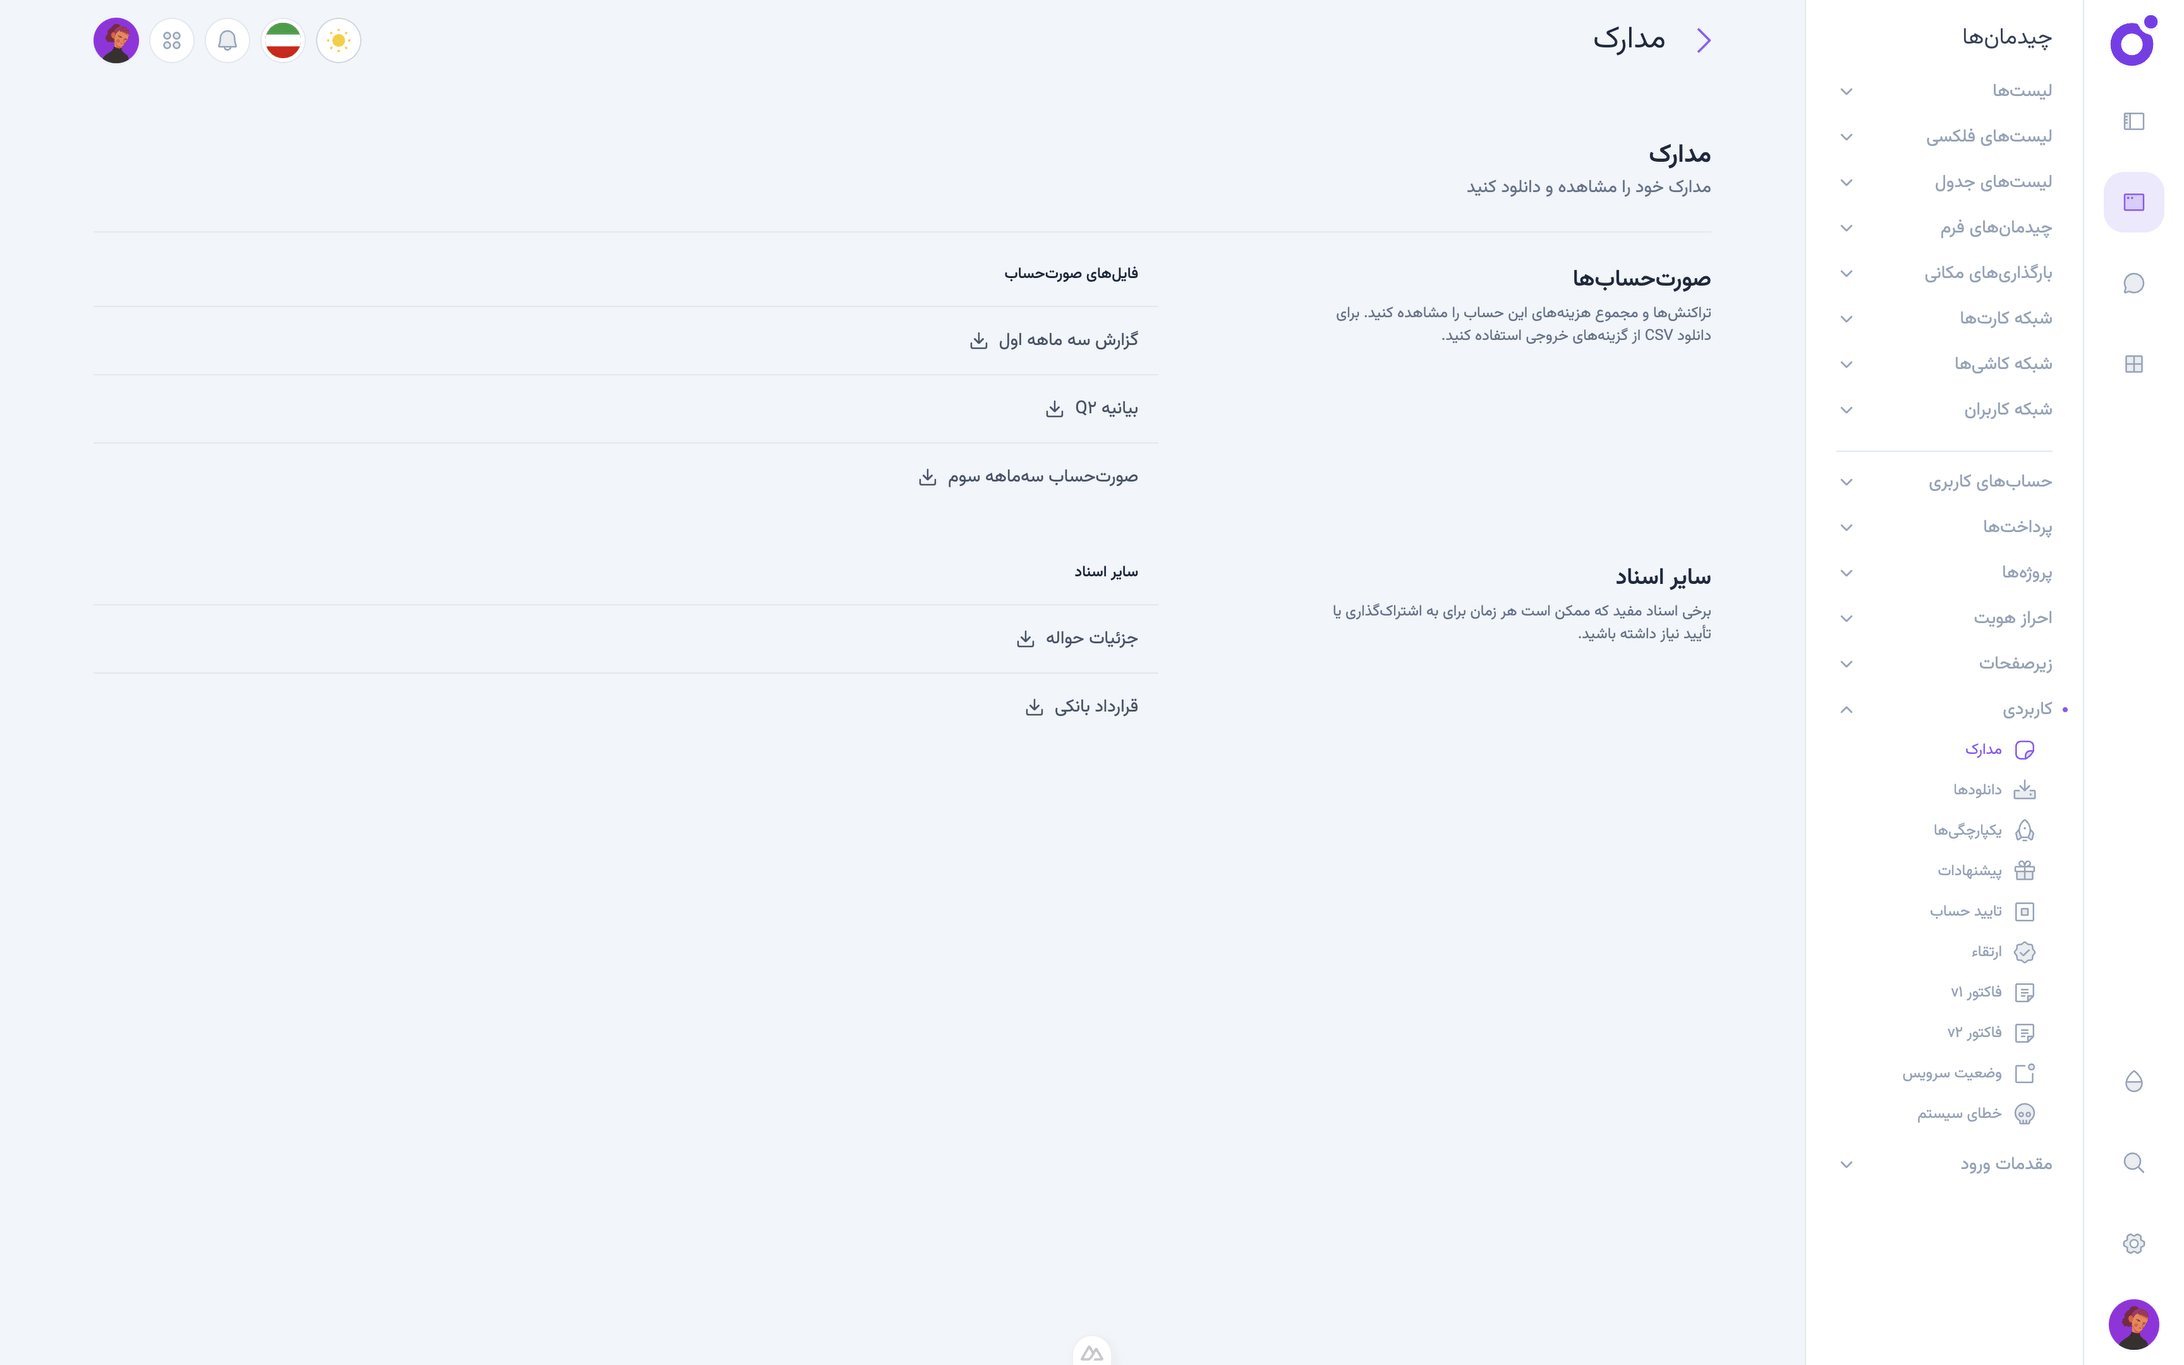 چیدمان‌ها
لیست‌ها
لیست‌های فلکسی
لیست‌های جدول
چیدمان‌های فرم
بارگذاری‌های مکانی
شبکه کارت‌ها
شبکه کاشی‌ها
شبکه کاربران
حساب‌های کاربری
پرداخت‌ها
پروژه‌ها
احراز هویت
زیرصفحات
کاربردی
مدارک
دانلودها
یکپارچگی‌ها
پیشنهادات
تایید حساب
ارتقاء
فاکتور v۱
فاکتور v۲
وضعیت سرویس
خطای سیستم
مقدمات ورود
مدارک
مدارک
مدارک خود را مشاهده و دانلود کنید
صورت‌حساب‌ها
تراکنش‌ها و مجموع هزینه‌های این حساب را مشاهده کنید. برای
دانلود CSV از گزینه‌های خروجی استفاده کنید.
فایل‌های صورت‌حساب
گزارش سه ماهه اول
بیانیه Q۲
صورت‌حساب سه‌ماهه سوم
سایر اسناد
برخی اسناد مفید که ممکن است هر زمان برای به اشتراک‌گذاری یا
تأیید نیاز داشته باشید.
سایر اسناد
جزئیات حواله
قرارداد بانکی